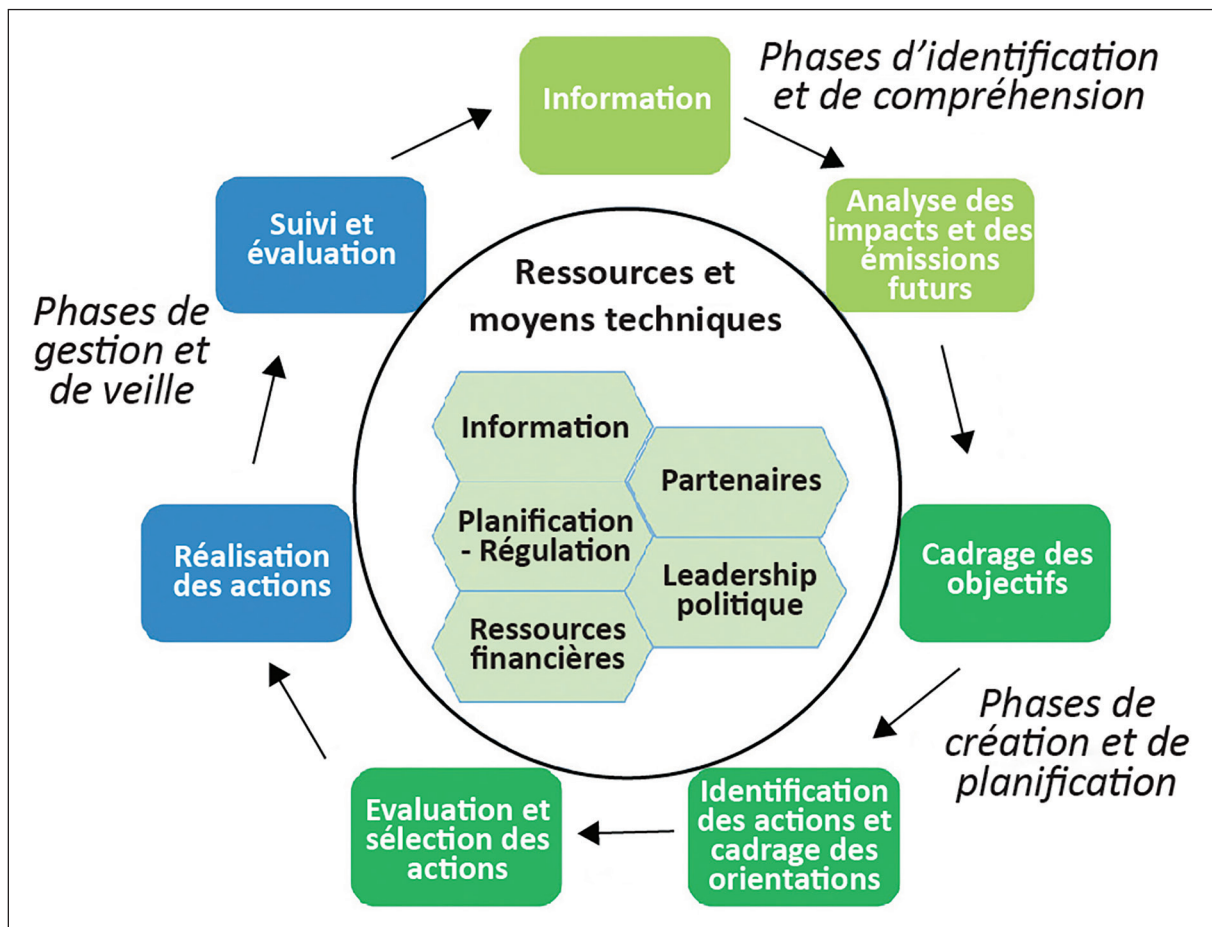 Information
Phases d'identification
et de compréhension
Analyse des
impacts et des
émissions
futurs
Cadrage des
objectifs
Phases de
création et de
planification
Identification
des actions et
cadrage des
orientations
Evaluation et
sélection des
actions
Réalisation
des actions
Phases de
gestion et
de veille
Suivi et
évaluation
Ressources et
moyens techniques
Information
Partenaires
Planification
- Régulation
Leadership
politique
Ressources
financières